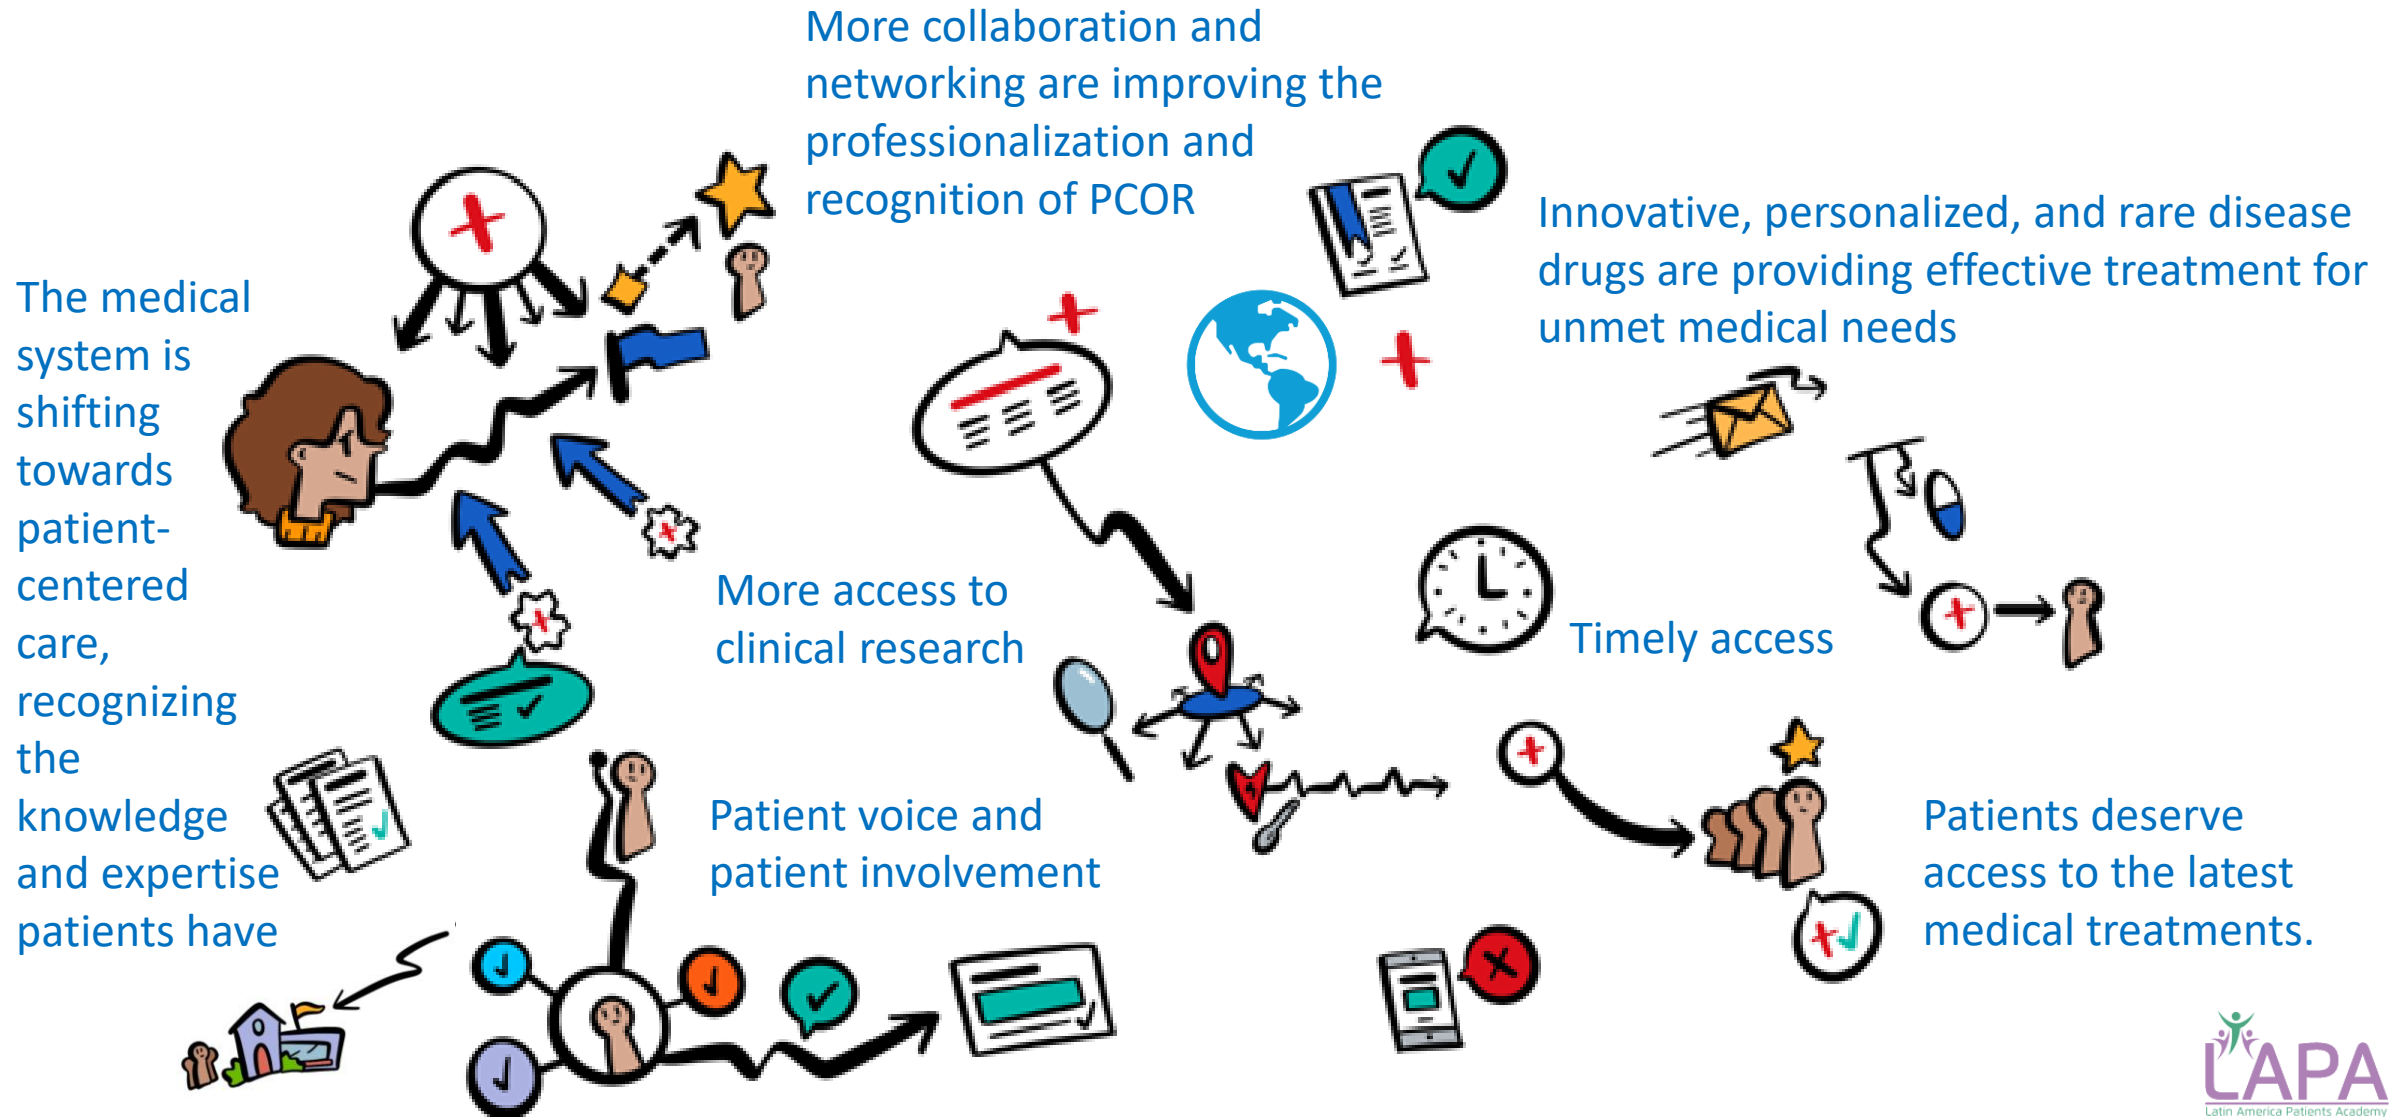 More collaboration and
networking are improving the
professionalization and
recognition of PCOR
Innovative, personalized, and rare disease
drugs are providing effective treatment for
unmet medical needs
The medical
system is
shifting
towards
patient-
centered
care,
recognizing
the
knowledge
and expertise
patients have
More access to
clinical research
Timely access
Patient voice and
patient involvement
Patients deserve
access to the latest
medical treatments.
LAPA
Latin America Patients Academy